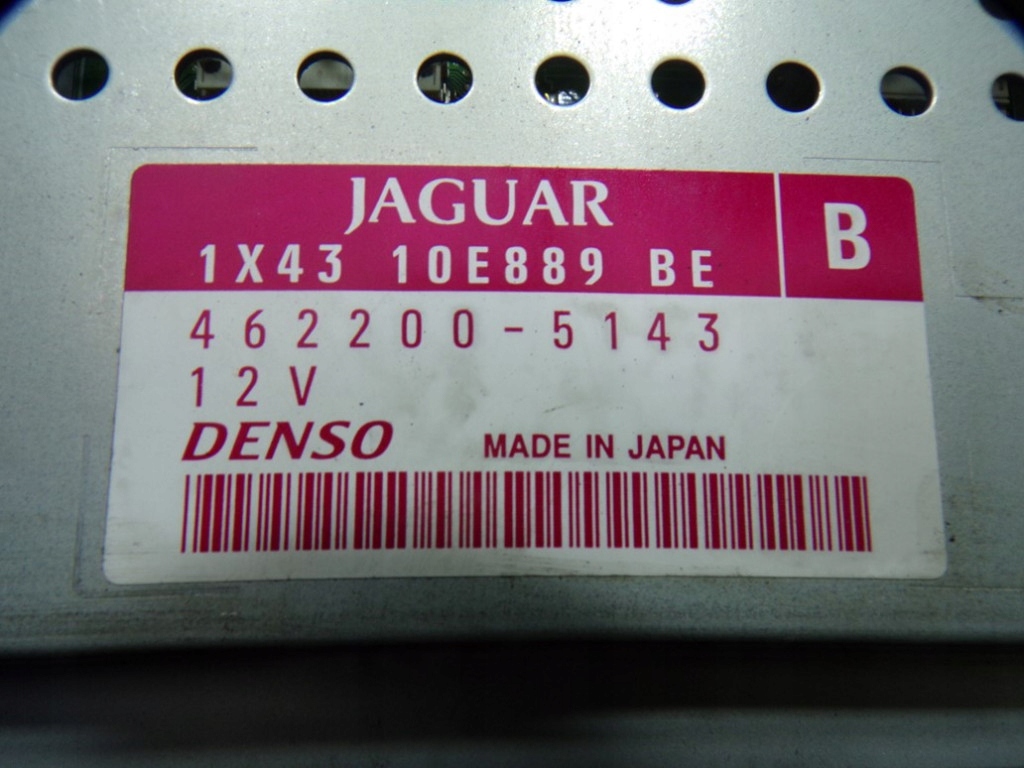 JAGUAR
B
1X43 10E889 BE
462200-5143
12V
DENSO MADE IN JAPAN